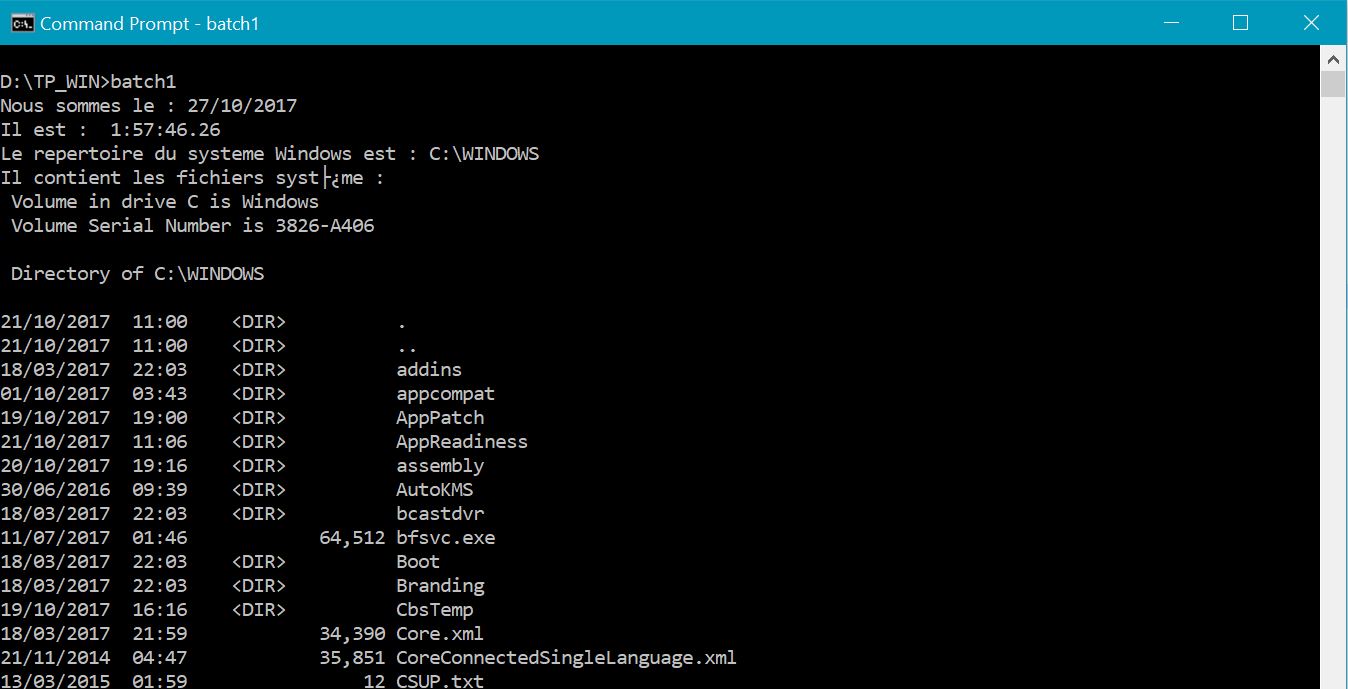 Command Prompt - batch1
D:\TP_WIN>batch1
Nous sommes le : 27/10/2017
Il est :  1:57:46.26
Le repertoire du systeme Windows est : C:\WINDOWS
Il contient les fichiers syst├¿me :
 Volume in drive C is Windows
 Volume Serial Number is 3826-A406
 Directory of C:\WINDOWS
21/10/2017  11:00    <DIR>          .
21/10/2017  11:00    <DIR>          ..
18/03/2017  22:03    <DIR>          addins
01/10/2017  03:43    <DIR>          appcompat
19/10/2017  19:00    <DIR>          AppPatch
21/10/2017  11:06    <DIR>          AppReadiness
20/10/2017  19:16    <DIR>          assembly
30/06/2016  09:39    <DIR>          AutoKMS
18/03/2017  22:03    <DIR>          bcastdvr
11/07/2017  01:46            64,512 bfsvc.exe
18/03/2017  22:03    <DIR>          Boot
18/03/2017  22:03    <DIR>          Branding
19/10/2017  16:16    <DIR>          CbsTemp
18/03/2017  21:59            34,390 Core.xml
21/11/2014  04:47            35,851 CoreConnectedSingleLanguage.xml
13/03/2015  01:59                12 CSUP.txt